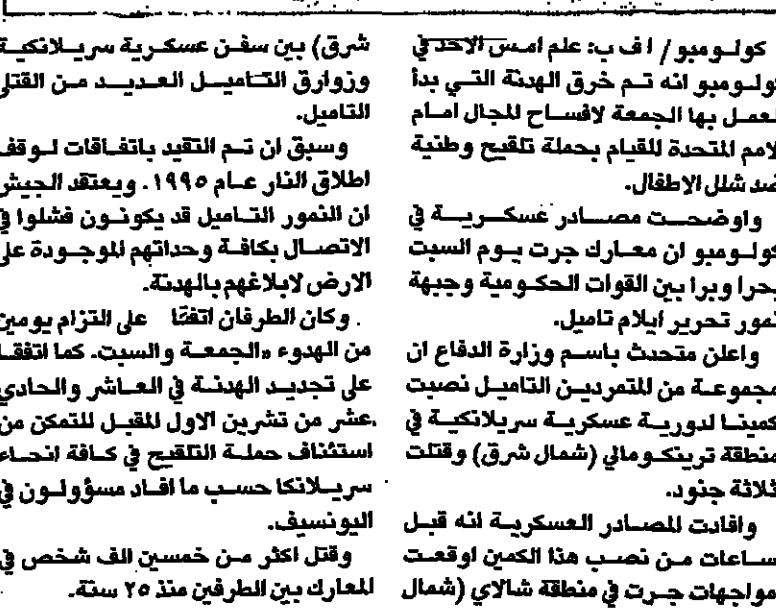 كولومبو / ا ف ب: علم امس الاحد في
كولومبو انه تم خرق الهدنة التي بدأ
العمل بها الجمعة لافساح المجال امام
الامم المتحدة للقيام بحملة تلقيح وطنية
ضد شلل الاطفال.
واوضحت مصادر عسكرية في
كولومبو ان معارك جرت يوم السبت
بحرا وبرا بين القوات الحكومية وجبهة
نمور تحرير ايلام تاميل.
واعلن متحدث باسم وزارة الدفاع ان
مجموعة من المتمردين التاميل نصبت
كمينا لدورية عسكرية سريلانكية في
منطقة ترينكومالي (شمال شرق) وقتلت
ثلاثة جنود.
وافادت المصادر العسكرية انه قبل
ساعات من نصب هذا الكمين اوقعت
مواجهات جرت في منطقة شالاي (شمال
شرق) بين سفن عسكرية سريلانكية
وزوارق التاميل العديد من القتلى
التاميل.
وسبق ان تم التقيد باتفاقات لوقف
اطلاق النار عام ١٩٩٥. ويعتقد الجيش
ان النمور التاميل قد يكونون فشلوا في
الاتصال بكافة وحداتهم الموجودة على
الارض لابلاغهم بالهدنة.
وكان الطرفان اتفقا على التزام يومين
من الهدوء «الجمعة والسبت. كما اتفقا
على تجديد الهدنة في العاشر والحادي
عشر من تشرين الاول المقبل للتمكن من
استئناف حملة التلقيح في كافة انحاء
سريلانكا حسب ما افاد مسؤولون في
اليونسيف.
وقتل اكثر من خمسين الف شخص في
المعارك بين الطرفين منذ ٢٥ سنة.